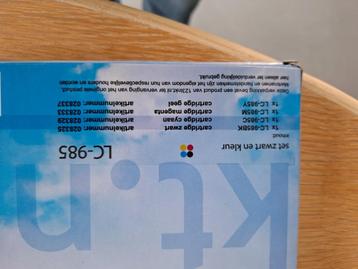 LC-985
set zwart en kleur
inhoud:
1x LC-985BK cartridge zwart artikelnummer: 028325
1x LC-985C cartridge cyaan artikelnummer: 028329
1x LC-985M cartridge magenta artikelnummer: 028333
1x LC-985Y cartridge geel artikelnummer: 028337
Deze verpakking bevat een product van 123inkt.nl ter vervanging van het originele product.
Merknamen en handelsmerken zijn het eigendom van hun respectievelijke houders en worden
hier alleen ter verduidelijking gebruikt.
kt.n